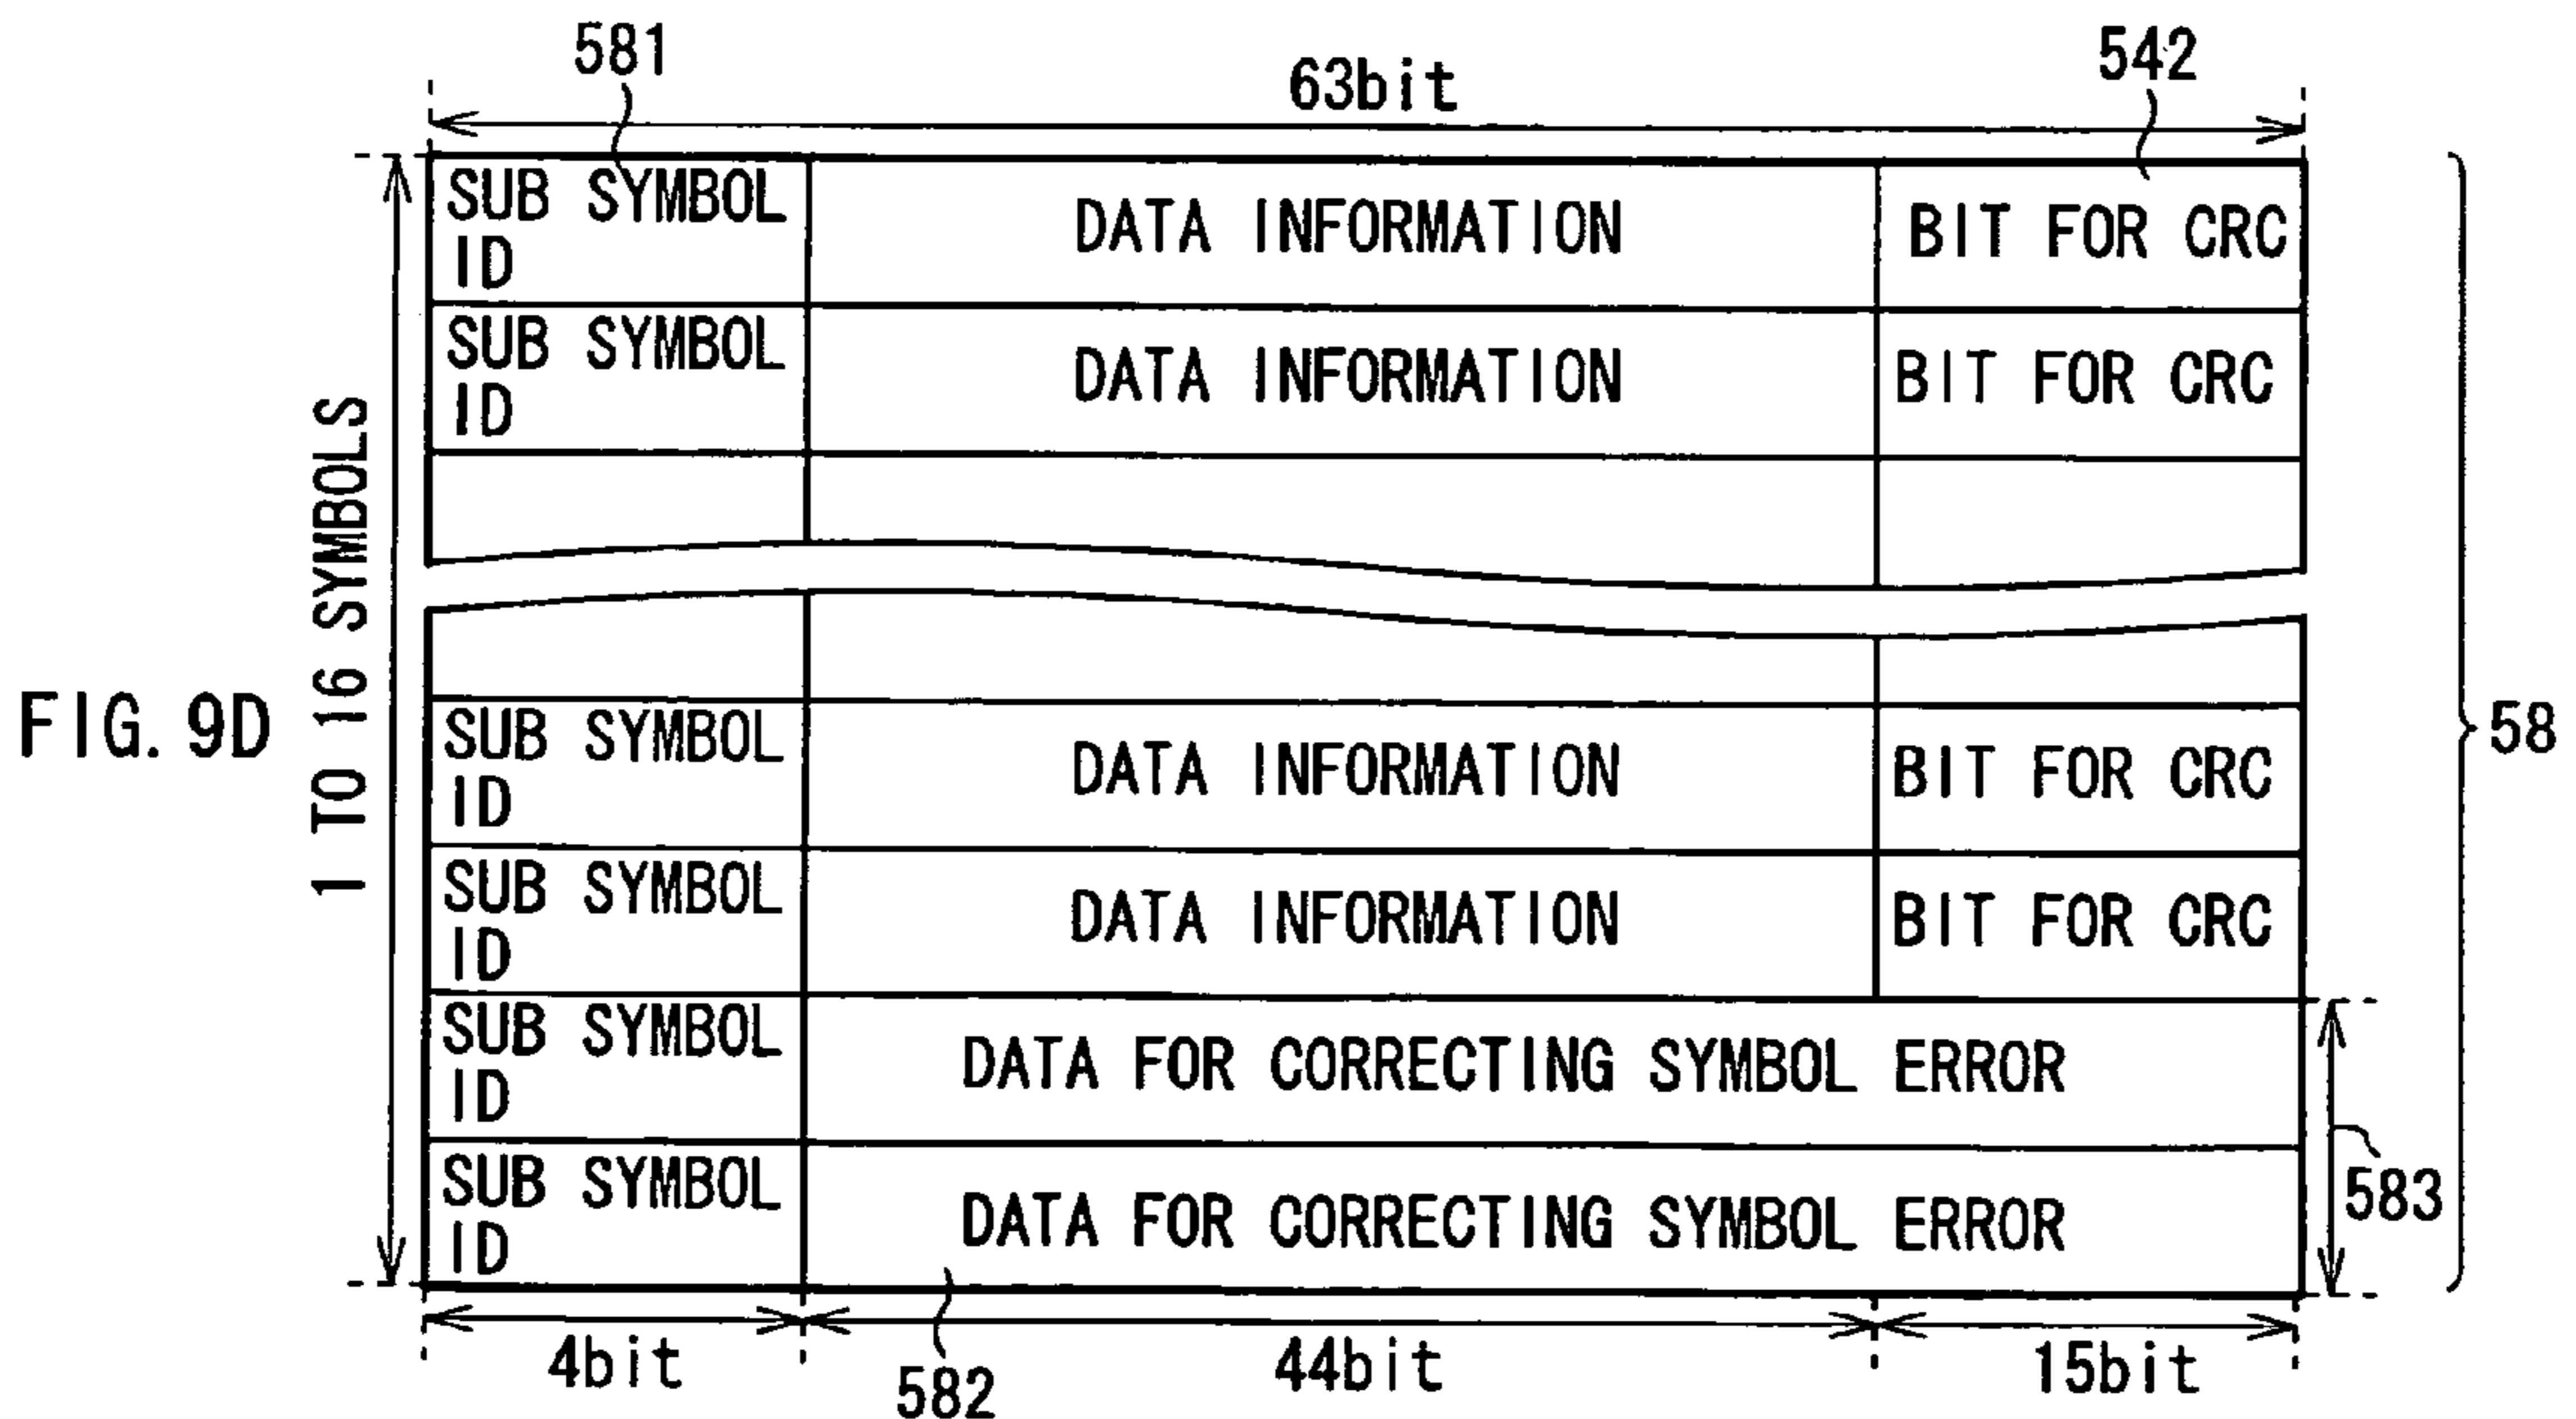 581
63bit
542
SUB SYMBOL
ID
DATA INFORMATION
BIT FOR CRC
SUB SYMBOL
ID
DATA INFORMATION
BIT FOR CRC
1 TO 16 SYMBOLS
FIG. 9D
58
SUB SYMBOL
ID
DATA INFORMATION
BIT FOR CRC
SUB SYMBOL
ID
DATA INFORMATION
BIT FOR CRC
SUB SYMBOL
ID
DATA FOR CORRECTING SYMBOL ERROR
SUB SYMBOL
ID
DATA FOR CORRECTING SYMBOL ERROR
583
4bit
582
44bit
15bit